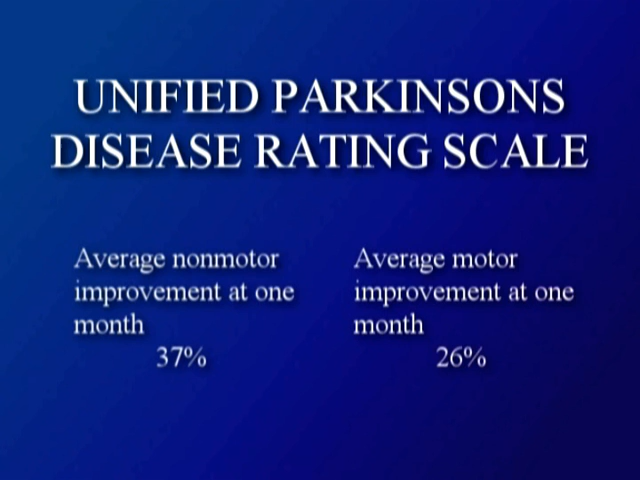 UNIFIED PARKINSONS
DISEASE RATING SCALE
Average nonmotor
improvement at one
month
37%
Average motor
improvement at one
month
26%